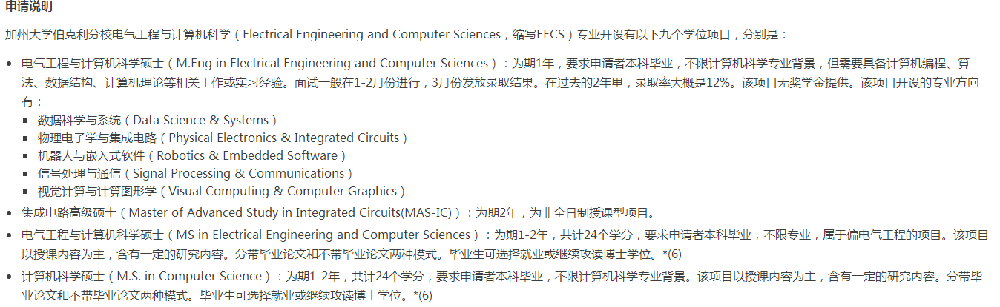 申请说明
加州大学伯克利分校电气工程与计算机科学（Electrical Engineering and Computer Sciences，缩写EECS）专业开设有以下九个学位项目，分别是：
电气工程与计算机科学硕士（M.Eng in Electrical Engineering and Computer Sciences）：为期1年，要求申请者本科毕业，不限计算机科学专业背景，但需要具备计算机编程、算
法、数据结构、计算机理论等相关工作或实习经验。面试一般在1-2月份进行，3月份发放录取结果。在过去的2年里，录取率大概是12%。该项目无奖学金提供。该项目开设的专业方向
有：
数据科学与系统（Data Science & Systems）
物理电子学与集成电路（Physical Electronics & Integrated Circuits）
机器人与嵌入式软件（Robotics & Embedded Software）
信号处理与通信（Signal Processing & Communications）
视觉计算与计算图形学（Visual Computing & Computer Graphics）
集成电路高级硕士（Master of Advanced Study in Integrated Circuits(MAS-IC)）：为期2年，为非全日制授课型项目。
电气工程与计算机科学硕士（MS in Electrical Engineering and Computer Sciences）：为期1-2年，共计24个学分，要求申请者本科毕业，不限专业，属于偏电气工程的项目。该项目
以授课内容为主，含有一定的研究内容。分带毕业论文和不带毕业论文两种模式。毕业生可选择就业或继续攻读博士学位。*(6)
计算机科学硕士（M.S. in Computer Science）：为期1-2年，共计24个学分，要求申请者本科毕业，不限计算机科学专业背景。该项目以授课内容为主，含有一定的研究内容。分带毕
业论文和不带毕业论文两种模式。毕业生可选择就业或继续攻读博士学位。*(6)